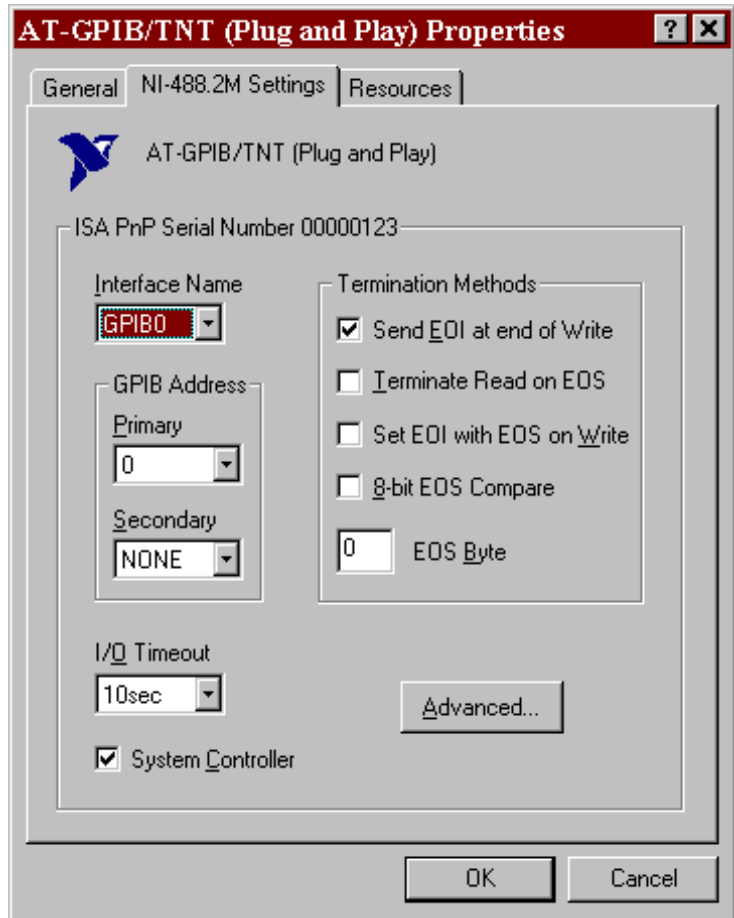 AT-GPIB/TNT (Plug and Play) Properties
General NI-488.2M Settings Resources
AT-GPIB/TNT (Plug and Play)
ISA PnP Serial Number 00000123
Interface Name
GPIB0
GPIB Address
Primary
0
Secondary
NONE
I/O Timeout
10sec
System Controller
Termination Methods
Send EOI at end of Write
Terminate Read on EOS
Set EOI with EOS on Write
8-bit EOS Compare
0 EOS Byte
Advanced...
OK Cancel